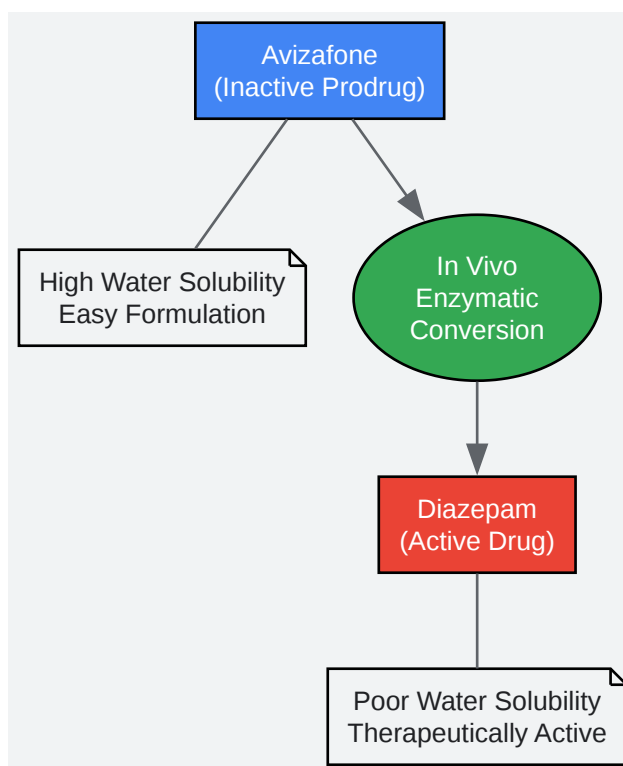 Avizafone
(Inactive Prodrug)
High Water Solubility
Easy Formulation
In Vivo
Enzymatic
Conversion
Diazepam
(Active Drug)
Poor Water Solubility
Therapeutically Active